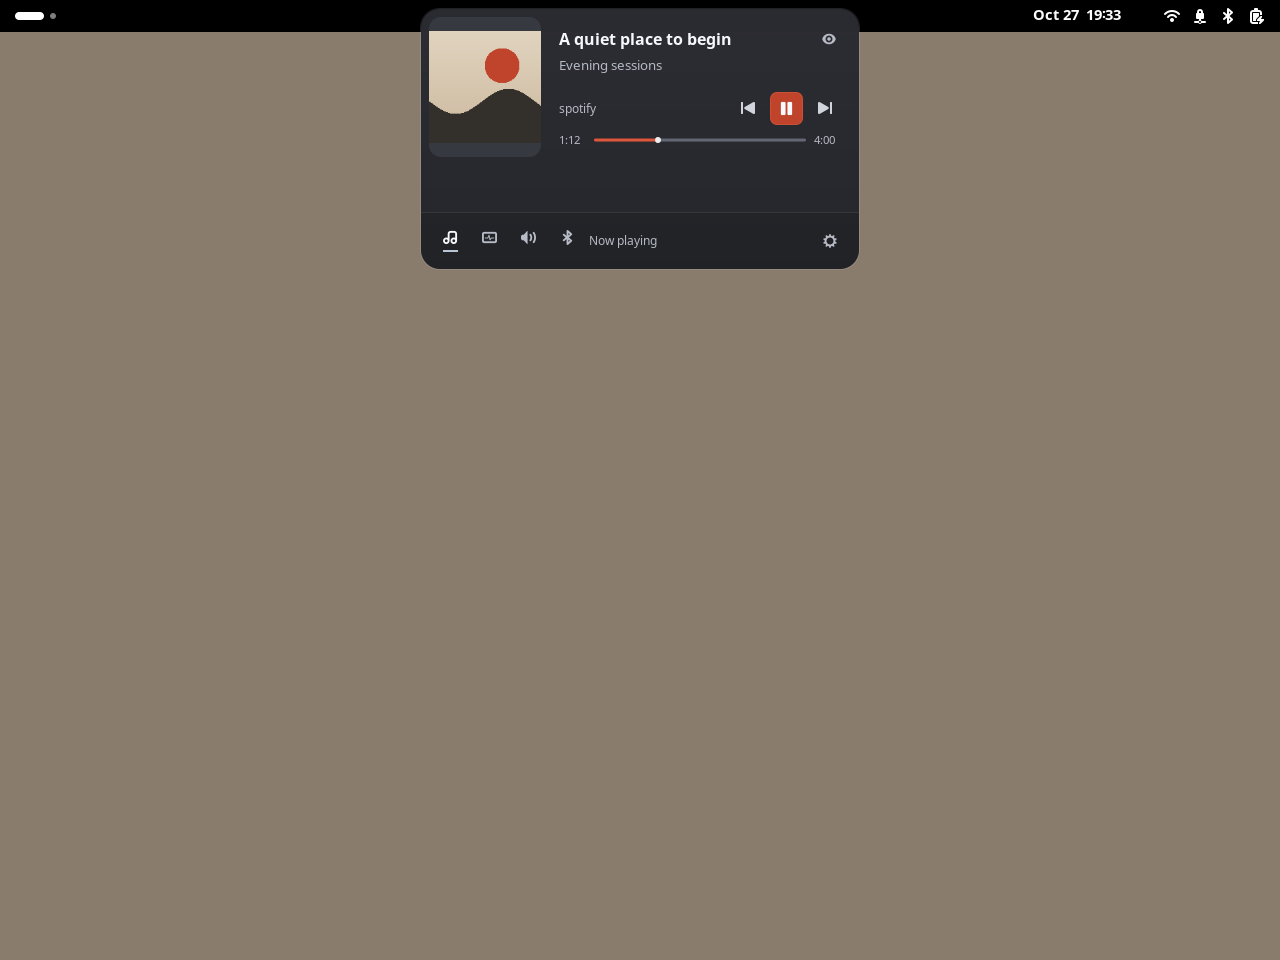 Oct 27 19:33
A quiet place to begin
Evening sessions
spotify
1:12 4:00
Now playing